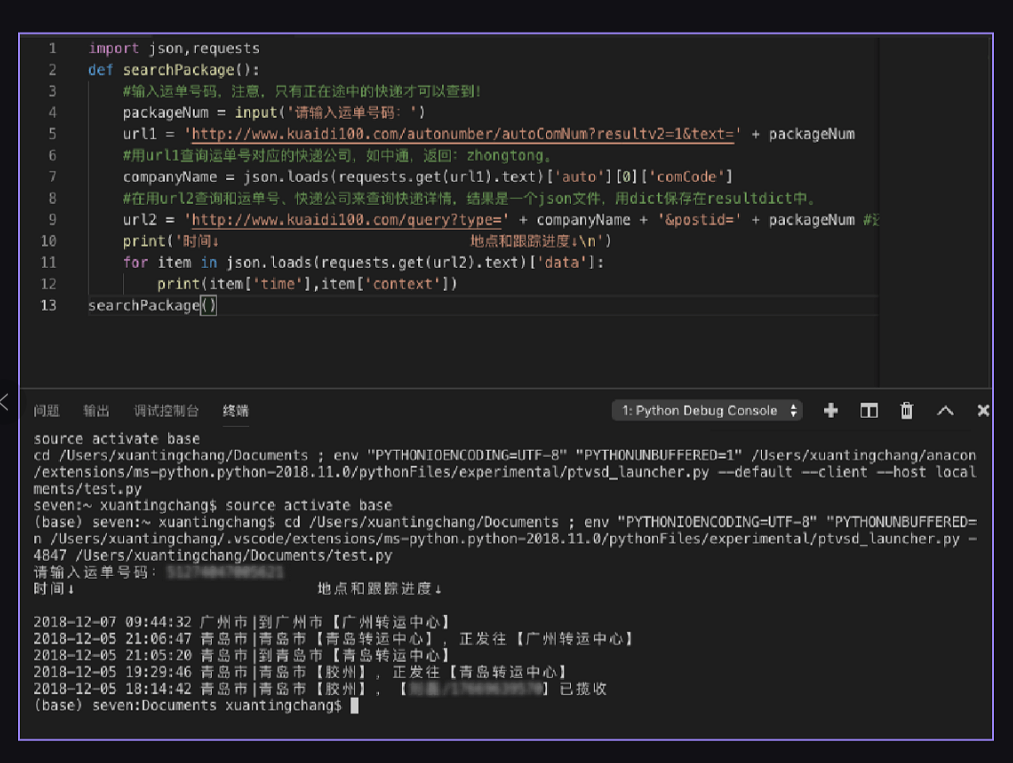 1 import json,requests
2 def searchPackage():
3 #输入运单号码，注意，只有正在途中的快递才可以查到！
4 packageNum = input('请输入运单号码：')
5 url1 = 'http://www.kuaidi100.com/autonumber/autoComNum?resultv2=1&text=' + packageNum
6 #用url1查询运单号对应的快递公司，如中通，返回：zhongtong。
7 companyName = json.loads(requests.get(url1).text)['auto'][0]['comCode']
8 #在用url2查询和运单号、快递公司来查询快递详情，结果是一个json文件，用dict保存在resultdict中。
9 url2 = 'http://www.kuaidi100.com/query?type=' + companyName + '&postid=' + packageNum #
10 print('时间↓ 地点和跟踪进度↓\n')
11 for item in json.loads(requests.get(url2).text)['data']:
12 print(item['time'],item['context'])
13 searchPackage()
问题 输出 调试控制台 终端 1: Python Debug Console
source activate base
cd /Users/xuantingchang/Documents ; env "PYTHONIOENCODING=UTF-8" "PYTHONUNBUFFERED=1" /Users/xuantingchang/anacon
/extensions/ms-python.python-2018.11.0/pythonFiles/experimental/ptvsd_launcher.py --default --client --host local
ments/test.py
seven:~ xuantingchang$ source activate base
(base) seven:~ xuantingchang$ cd /Users/xuantingchang/Documents ; env "PYTHONIOENCODING=UTF-8" "PYTHONUNBUFFERED=
n /Users/xuantingchang/.vscode/extensions/ms-python.python-2018.11.0/pythonFiles/experimental/ptvsd_launcher.py -
4847 /Users/xuantingchang/Documents/test.py
请输入运单号码：
时间↓ 地点和跟踪进度↓
2018-12-07 09:44:32 广州市|到广州市【广州转运中心】
2018-12-05 21:06:47 青岛市|青岛市【青岛转运中心】，正发往【广州转运中心】
2018-12-05 21:05:20 青岛市|到青岛市【青岛转运中心】
2018-12-05 19:29:46 青岛市|青岛市【胶州】，正发往【青岛转运中心】
2018-12-05 18:14:42 青岛市|青岛市【胶州】，【】已揽收
(base) seven:Documents xuantingchang$